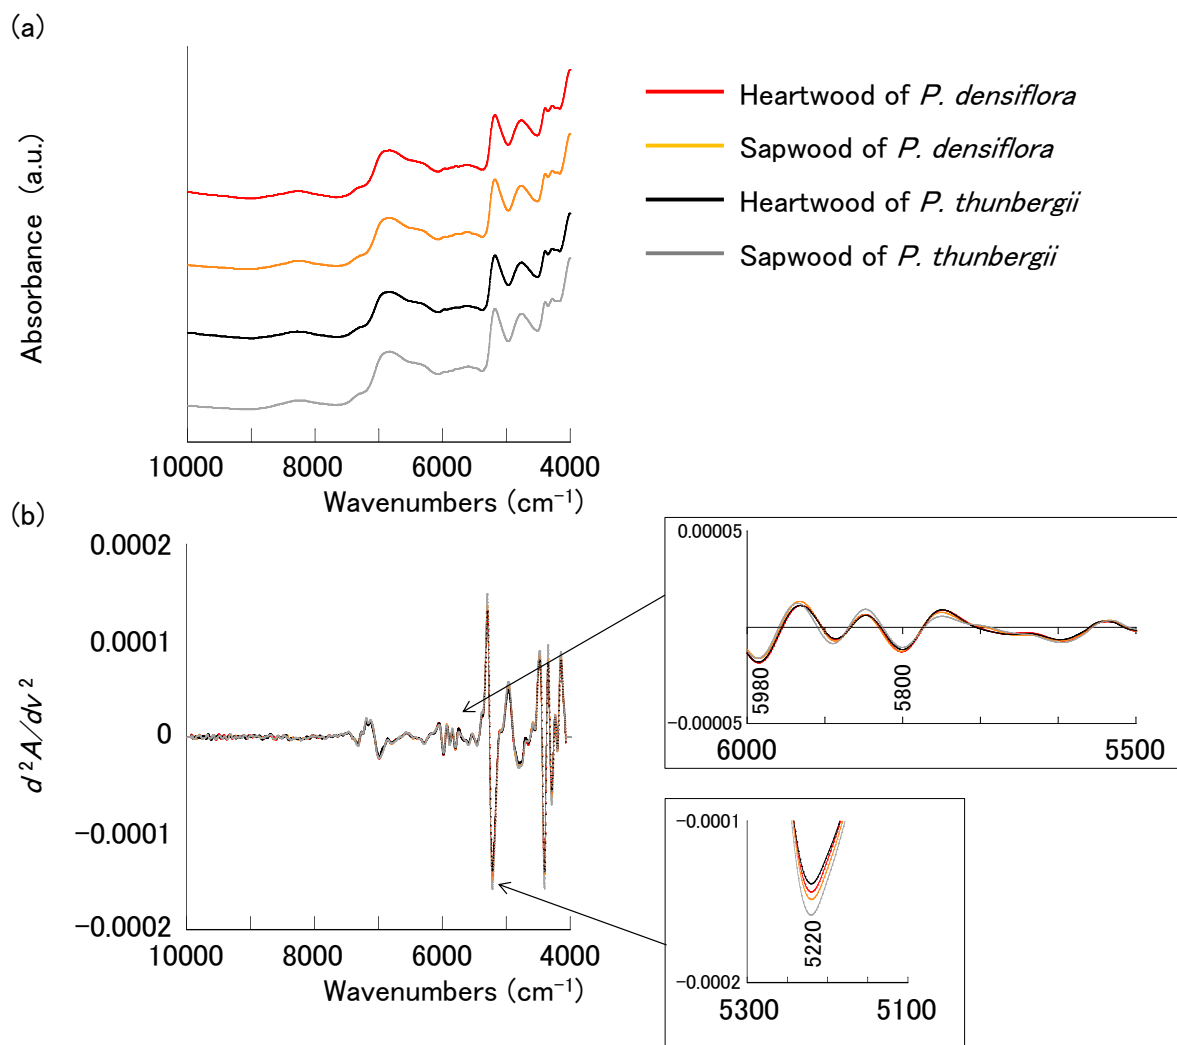 (a)
Absorbance (a.u.)
10000 8000 6000 4000
Wavenumbers (cm⁻¹)
Heartwood of P. densiflora
Sapwood of P. densiflora
Heartwood of P. thunbergii
Sapwood of P. thunbergii
(b)
d²A/dv²
0.0002
0.0001
0
−0.0001
−0.0002
10000 8000 6000 4000
Wavenumbers (cm⁻¹)
0.00005
−0.00005
5980
5800
6000 5500
−0.0001
−0.0002
5220
5300 5100